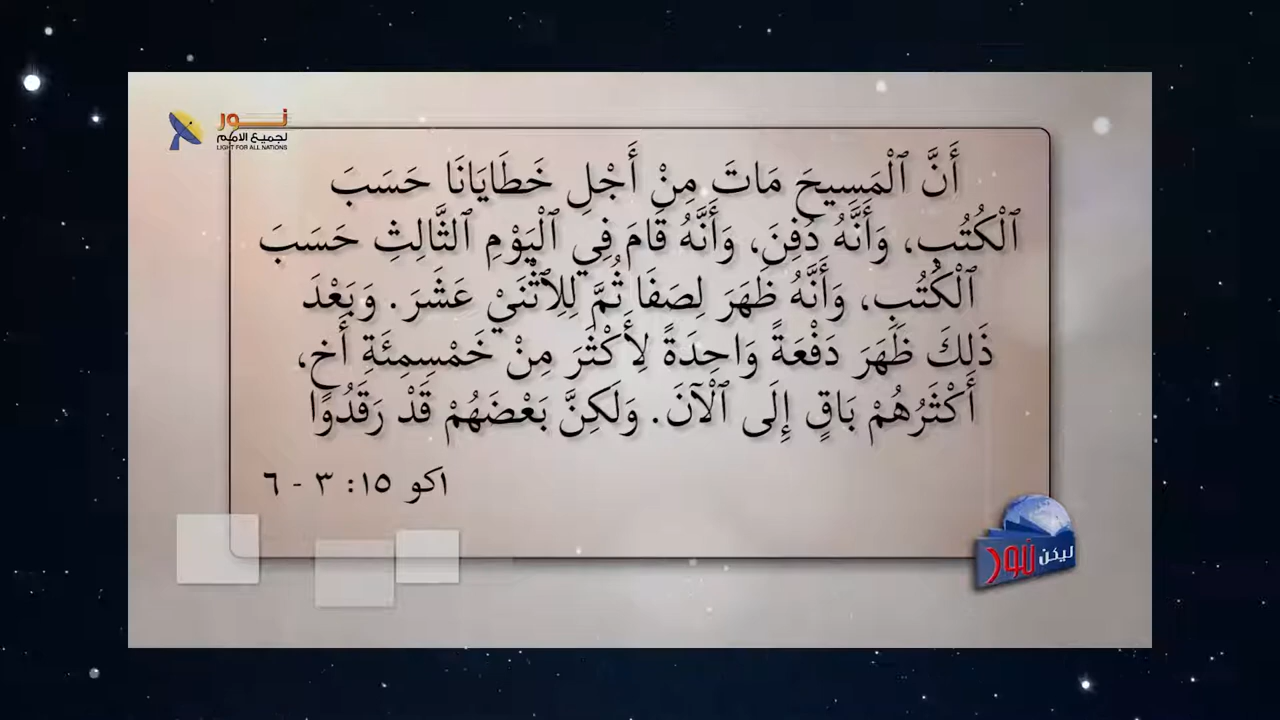 نور
لجميع الامم
LIGHT FOR ALL NATIONS
أَنَّ ٱلْمَسِيحَ مَاتَ مِنْ أَجْلِ خَطَايَانَا حَسَبَ
ٱلْكُتُبِ، وَأَنَّهُ دُفِنَ، وَأَنَّهُ قَامَ فِي ٱلْيَوْمِ ٱلثَّالِثِ حَسَبَ
ٱلْكُتُبِ، وَأَنَّهُ ظَهَرَ لِصَفَا ثُمَّ لِلِٱثْنَيْ عَشَرَ. وَبَعْدَ
ذَلِكَ ظَهَرَ دَفْعَةً وَاحِدَةً لِأَكْثَرَ مِنْ خَمْسِمِئَةِ أَخٍ،
أَكْثَرُهُمْ بَاقٍ إِلَى ٱلْآنَ. وَلَكِنَّ بَعْضَهُمْ قَدْ رَقَدُوا
١كو ١٥: ٣ - ٦
ليكن نور